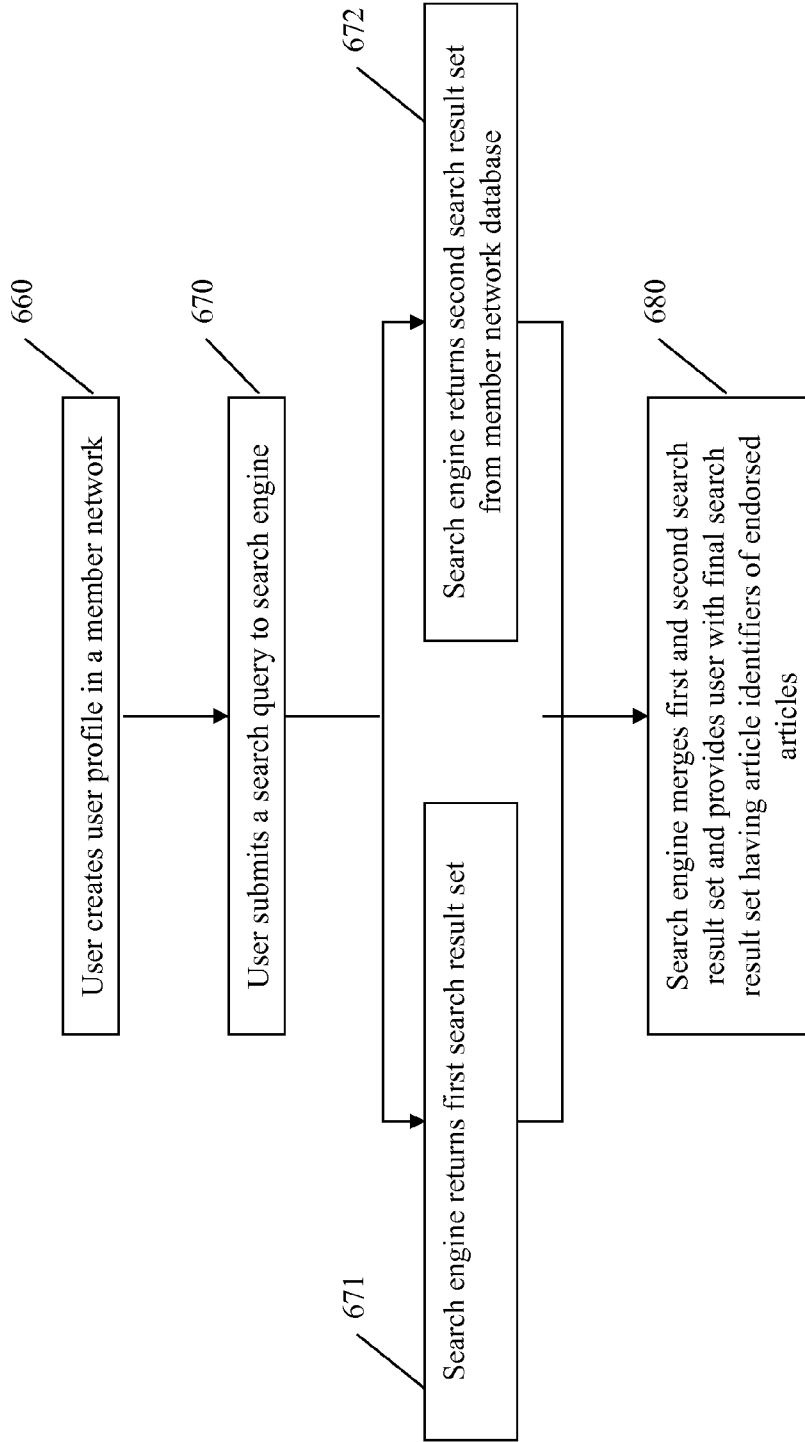 660
User creates user profile in a member network
670
User submits a search query to search engine
671
Search engine returns first search result set
672
Search engine returns second search result set
from member network database
680
Search engine merges first and second search
result set and provides user with final search
result set having article identifiers of endorsed
articles